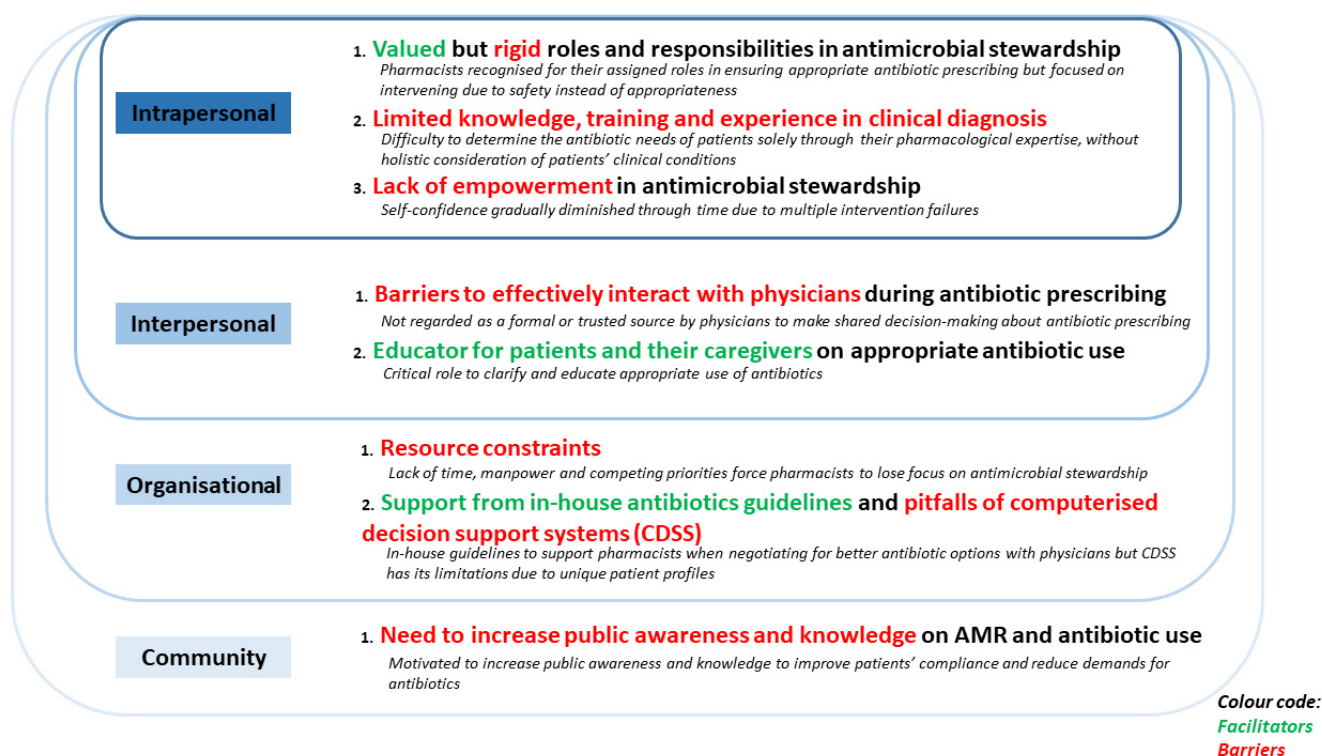 Intrapersonal
1. Valued but rigid roles and responsibilities in antimicrobial stewardship
Pharmacists recognised for their assigned roles in ensuring appropriate antibiotic prescribing but focused on
intervening due to safety instead of appropriateness
2. Limited knowledge, training and experience in clinical diagnosis
Difficulty to determine the antibiotic needs of patients solely through their pharmacological expertise, without
holistic consideration of patients' clinical conditions
3. Lack of empowerment in antimicrobial stewardship
Self-confidence gradually diminished through time due to multiple intervention failures
Interpersonal
1. Barriers to effectively interact with physicians during antibiotic prescribing
Not regarded as a formal or trusted source by physicians to make shared decision-making about antibiotic prescribing
2. Educator for patients and their caregivers on appropriate antibiotic use
Critical role to clarify and educate appropriate use of antibiotics
Organisational
1. Resource constraints
Lack of time, manpower and competing priorities force pharmacists to lose focus on antimicrobial stewardship
2. Support from in-house antibiotics guidelines and pitfalls of computerised
decision support systems (CDSS)
In-house guidelines to support pharmacists when negotiating for better antibiotic options with physicians but CDSS
has its limitations due to unique patient profiles
Community
1. Need to increase public awareness and knowledge on AMR and antibiotic use
Motivated to increase public awareness and knowledge to improve patients' compliance and reduce demands for
antibiotics
Colour code:
Facilitators
Barriers